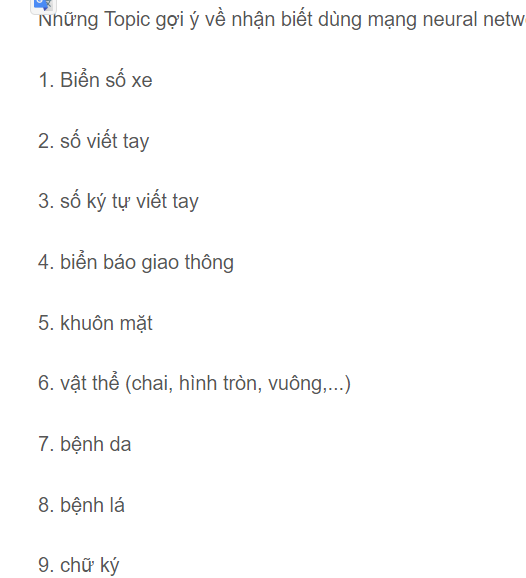 Những Topic gợi ý về nhận biết dùng mạng neural
1. Biển số xe
2. số viết tay
3. số ký tự viết tay
4. biển báo giao thông
5. khuôn mặt
6. vật thể (chai, hình tròn, vuông,...)
7. bệnh da
8. bệnh lá
9. chữ ký